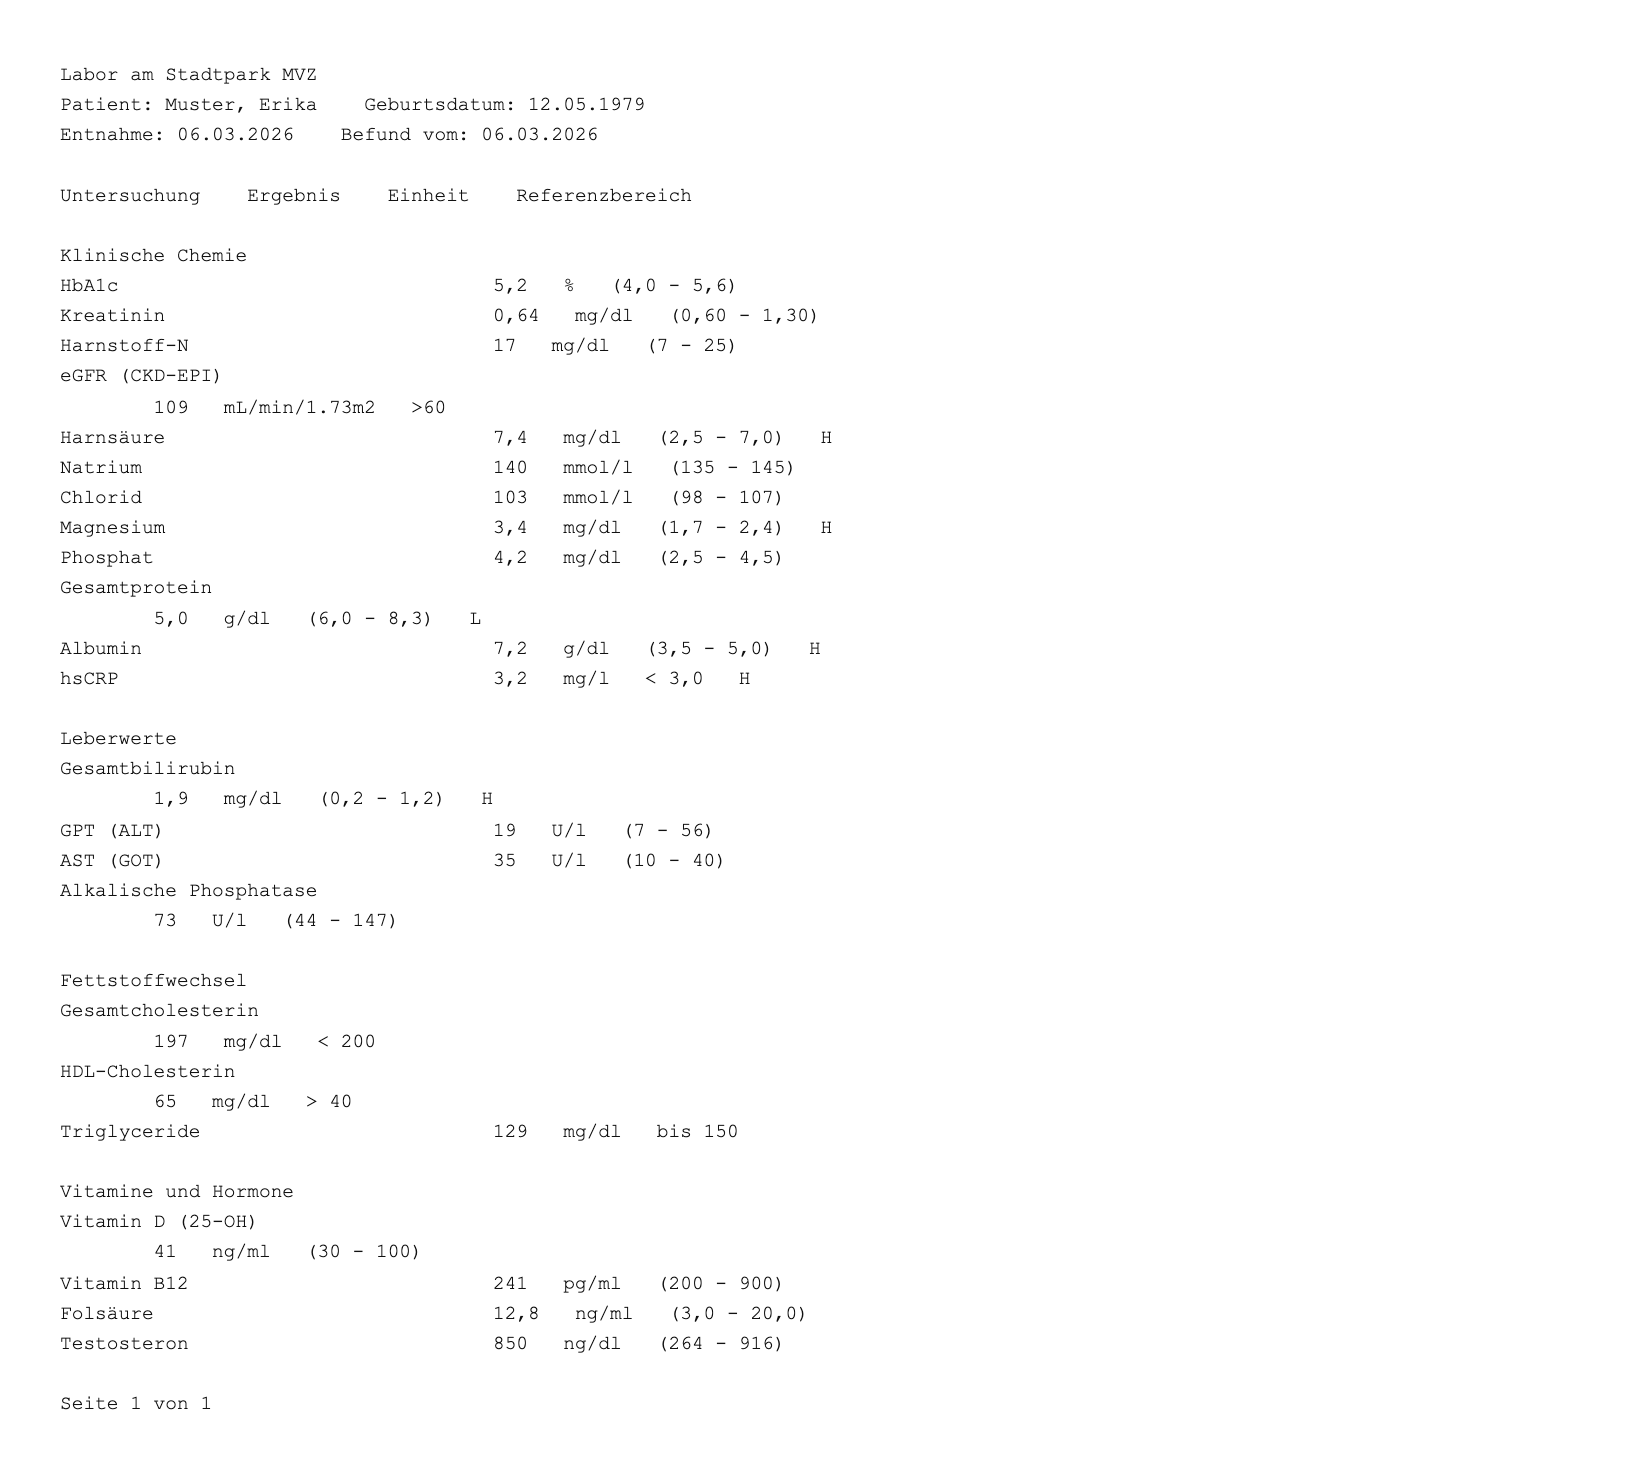 Labor am Stadtpark MVZ
Patient: Muster, Erika    Geburtsdatum: 12.05.1979
Entnahme: 06.03.2026    Befund vom: 06.03.2026
Untersuchung    Ergebnis    Einheit    Referenzbereich
Klinische Chemie
HbA1c    5,2   %   (4,0 - 5,6)
Kreatinin    0,64   mg/dl   (0,60 - 1,30)
Harnstoff-N    17   mg/dl   (7 - 25)
eGFR (CKD-EPI)
109   mL/min/1.73m2   >60
Harnsäure    7,4   mg/dl   (2,5 - 7,0)   H
Natrium    140   mmol/l   (135 - 145)
Chlorid    103   mmol/l   (98 - 107)
Magnesium    3,4   mg/dl   (1,7 - 2,4)   H
Phosphat    4,2   mg/dl   (2,5 - 4,5)
Gesamtprotein
5,0   g/dl   (6,0 - 8,3)   L
Albumin    7,2   g/dl   (3,5 - 5,0)   H
hsCRP    3,2   mg/l   < 3,0   H
Leberwerte
Gesamtbilirubin
1,9   mg/dl   (0,2 - 1,2)   H
GPT (ALT)    19   U/l   (7 - 56)
AST (GOT)    35   U/l   (10 - 40)
Alkalische Phosphatase
73   U/l   (44 - 147)
Fettstoffwechsel
Gesamtcholesterin
197   mg/dl   < 200
HDL-Cholesterin
65   mg/dl   > 40
Triglyceride    129   mg/dl   bis 150
Vitamine und Hormone
Vitamin D (25-OH)
41   ng/ml   (30 - 100)
Vitamin B12    241   pg/ml   (200 - 900)
Folsäure    12,8   ng/ml   (3,0 - 20,0)
Testosteron    850   ng/dl   (264 - 916)
Seite 1 von 1